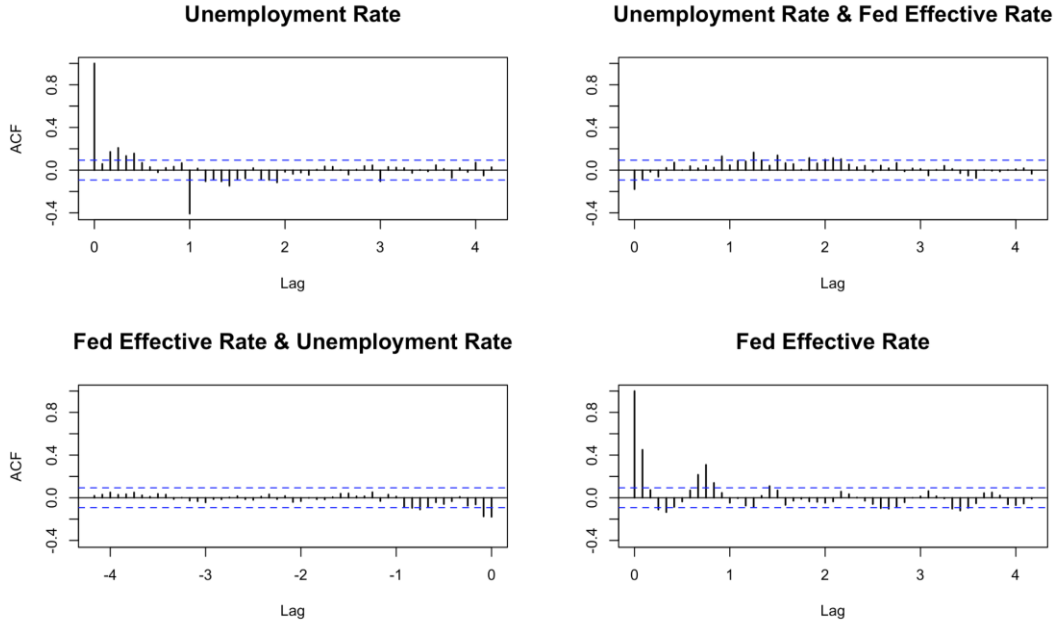 Unemployment Rate
Unemployment Rate & Fed Effective Rate
ACF
-0.4 0.0 0.4 0.8
-0.4 0.0 0.4 0.8
0 1 2 3 4
0 1 2 3 4
Lag
Lag
Fed Effective Rate & Unemployment Rate
Fed Effective Rate
ACF
-0.4 0.0 0.4 0.8
-0.4 0.0 0.4 0.8
-4 -3 -2 -1 0
0 1 2 3 4
Lag
Lag